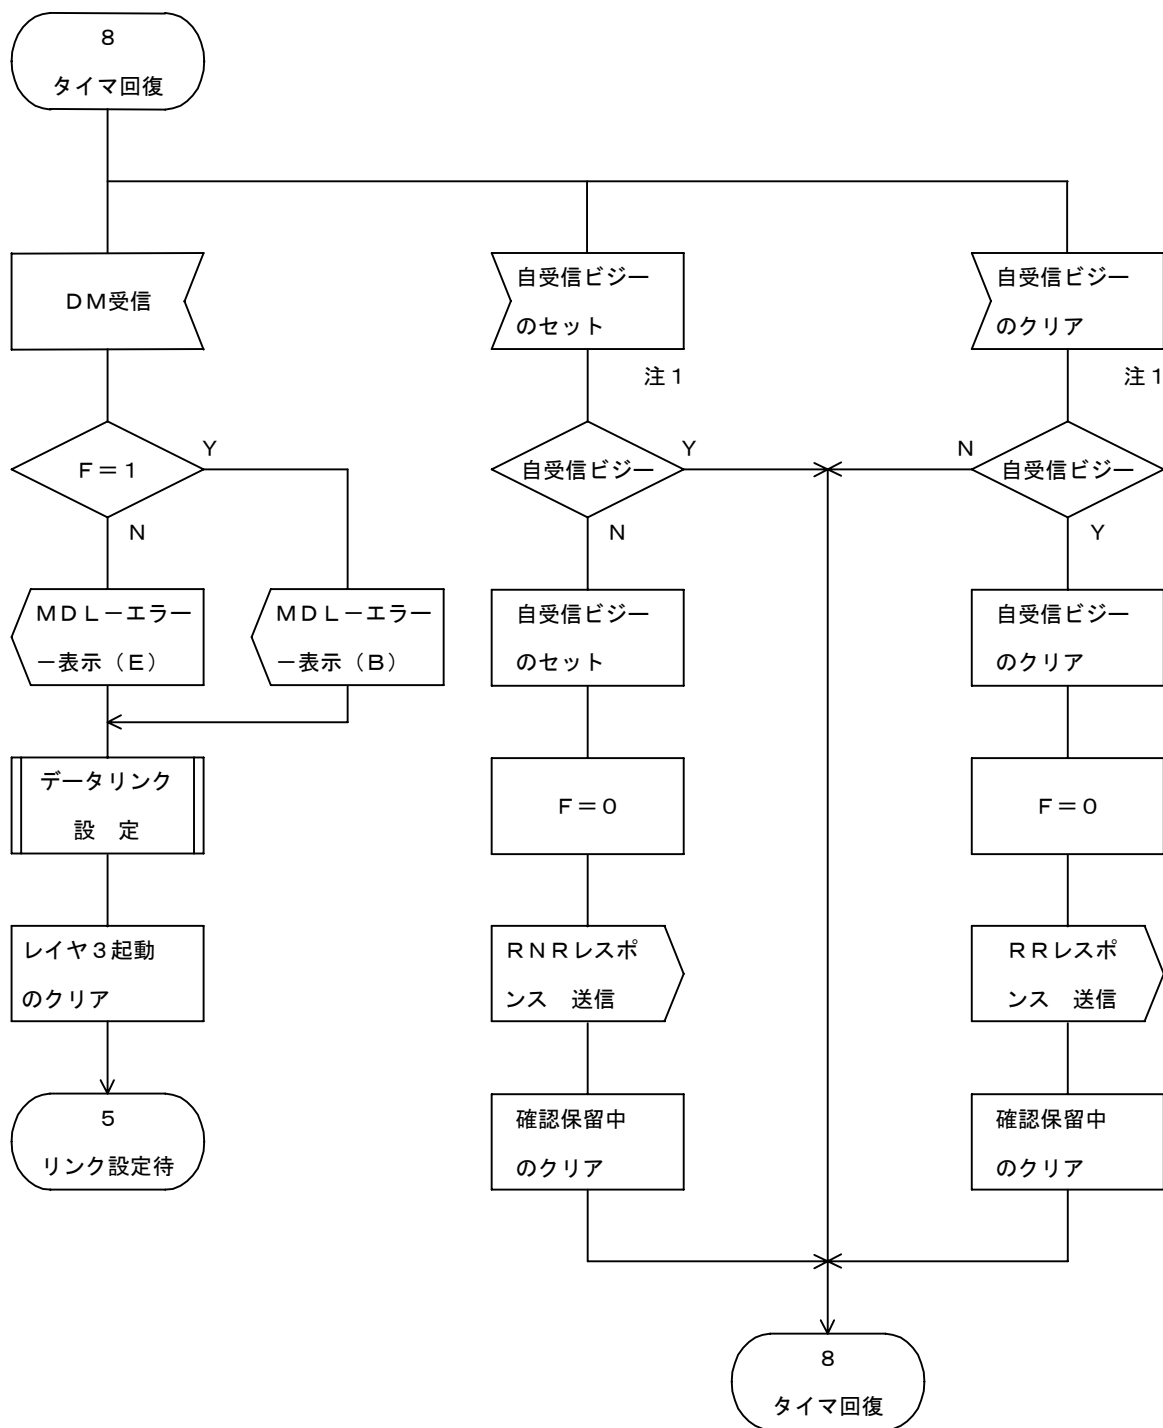 8
タイマ回復
DM受信
自受信ビジー
のセット
自受信ビジー
のクリア
注1
注1
F=1
Y
N
自受信ビジー
Y
N
N
自受信ビジー
Y
MDL-エラー
-表示(E)
MDL-エラー
-表示(B)
自受信ビジー
のセット
自受信ビジー
のクリア
データリンク
設 定
F=0
F=0
レイヤ3起動
のクリア
RNRレスポ
ンス 送信
RRレスポ
ンス 送信
5
リンク設定待
確認保留中
のクリア
確認保留中
のクリア
8
タイマ回復